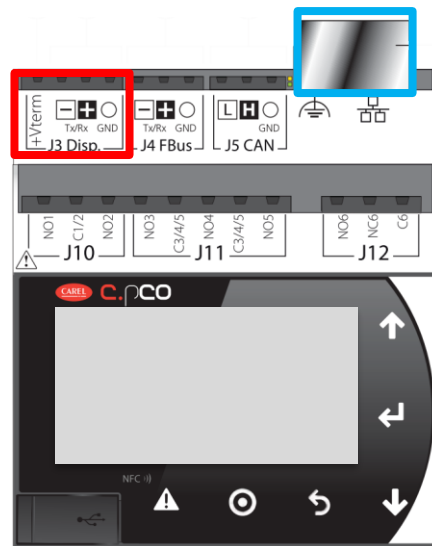 +Vterm
Tx/Rx GND
J3 Disp.
Tx/Rx GND
J4 FBus
L H
GND
J5 CAN
NO1
C1/2
NO2
J10
NO3
C3/4/5
NO4
C3/4/5
NO5
J11
NO6
NC6
C6
J12
CAREL c.pCO
NFC